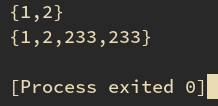 {1,2}
{1,2,233,233}
[Process exited 0]